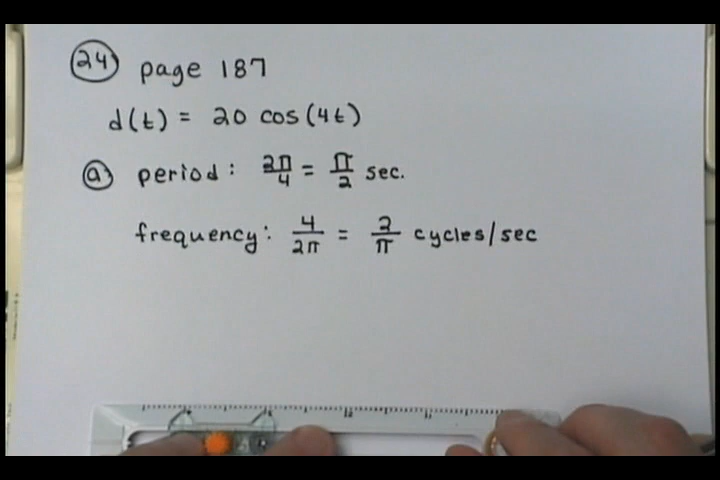 24 page 187
d(t) = 20 cos(4t)
a period: 2π/4 = π/2 sec.
frequency: 4/2π = 2/π cycles/sec